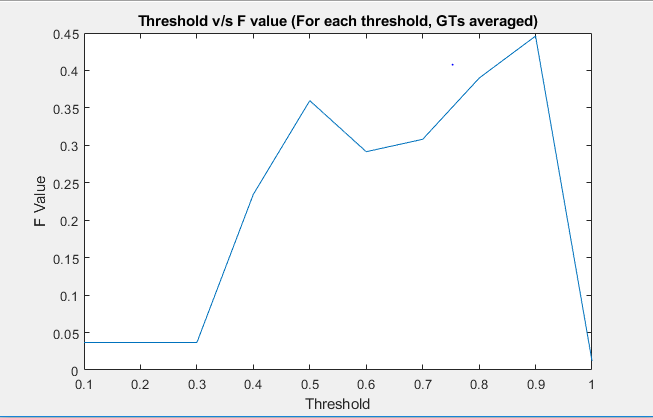 Threshold v/s F value (For each threshold, GTs averaged)
0.45
0.4
0.35
0.3
0.25
0.2
0.15
0.1
0.05
0
F Value
0.1 0.2 0.3 0.4 0.5 0.6 0.7 0.8 0.9 1
Threshold